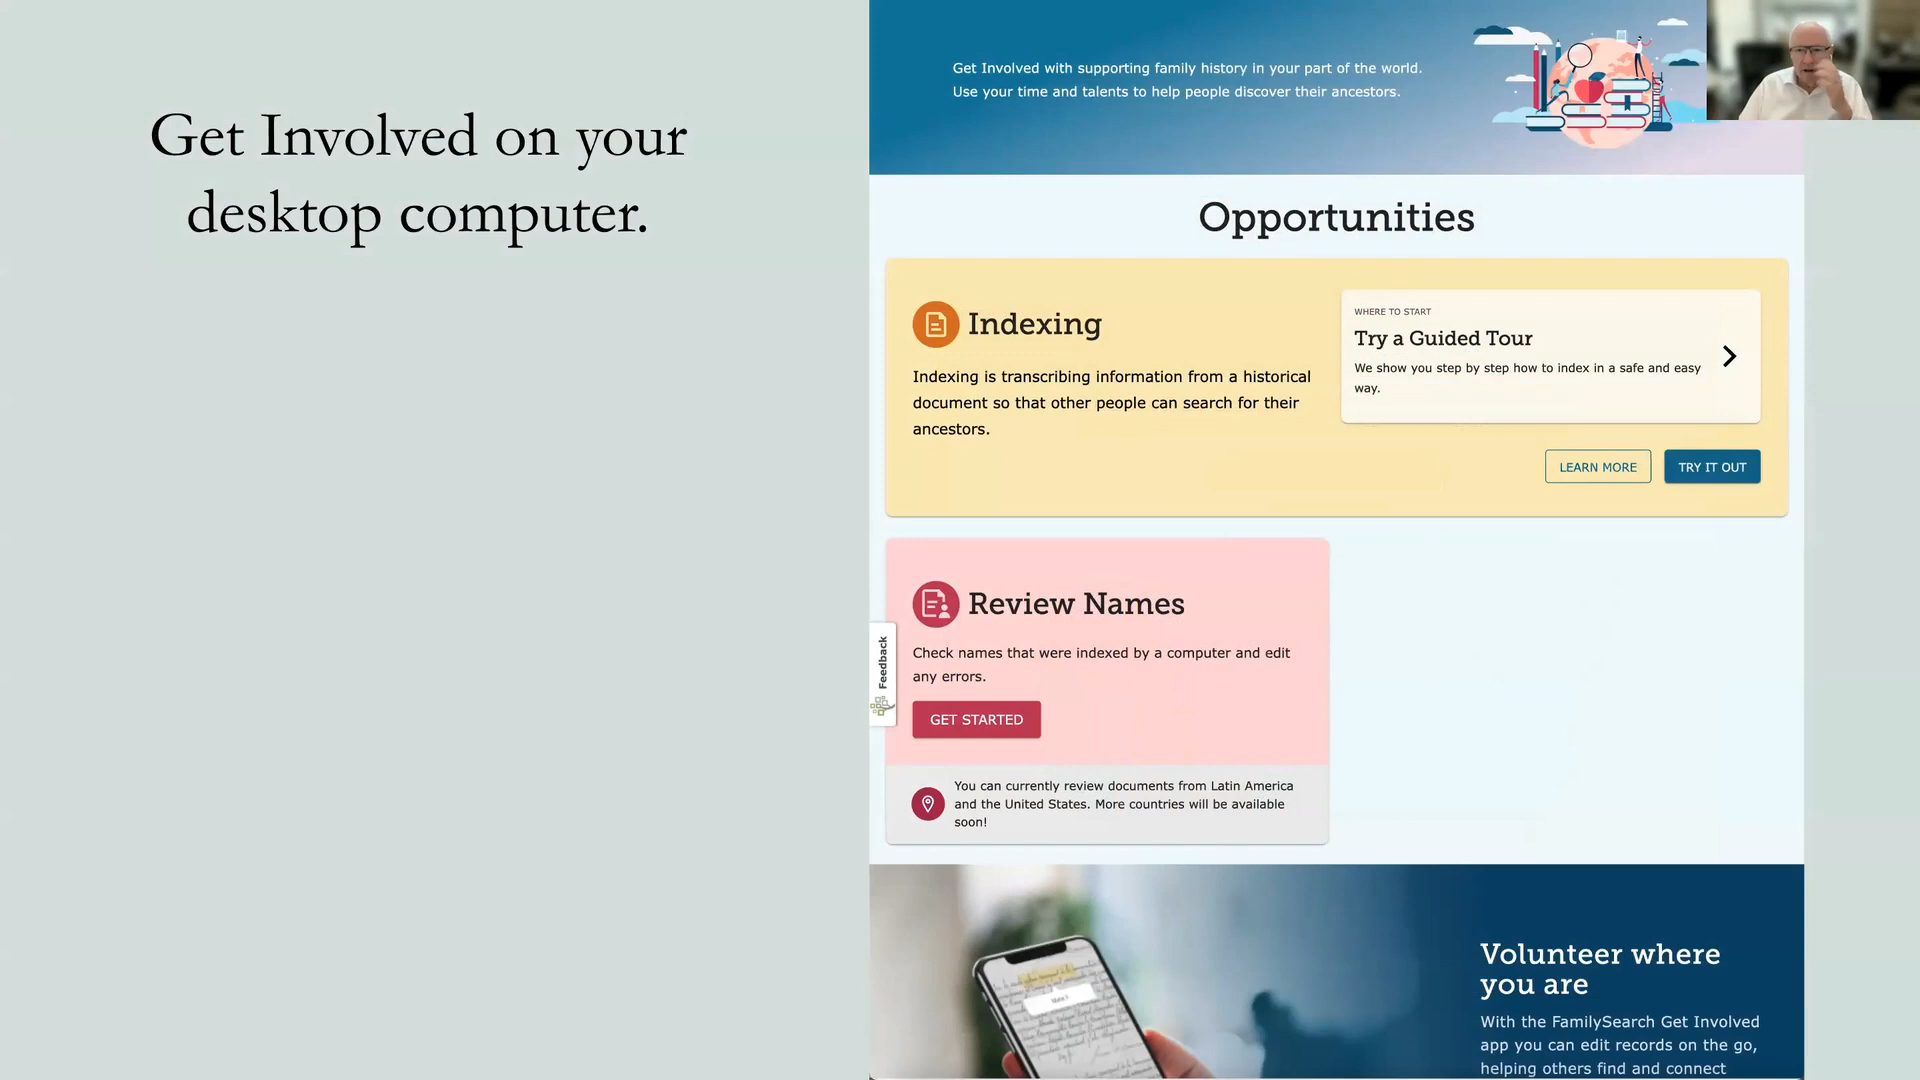 Get Involved on your
desktop computer.
Get Involved with supporting family history in your part of the world.
Use your time and talents to help people discover their ancestors.
Opportunities
Indexing
Indexing is transcribing information from a historical
document so that other people can search for their
ancestors.
WHERE TO START
Try a Guided Tour
We show you step by step how to index in a safe and easy
way.
LEARN MORE
TRY IT OUT
Review Names
Check names that were indexed by a computer and edit
any errors.
GET STARTED
You can currently review documents from Latin America
and the United States. More countries will be available
soon!
Feedback
Volunteer where
you are
With the FamilySearch Get Involved
app you can edit records on the go,
helping others find and connect